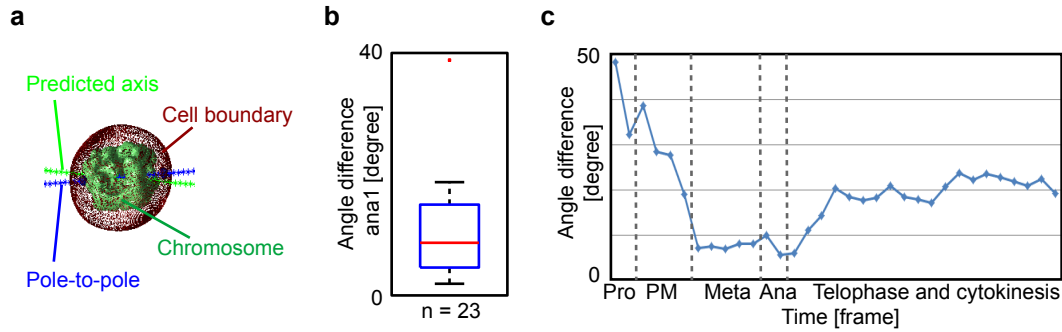 a
Predicted axis
Cell boundary
Chromosome
Pole-to-pole
b
Angle difference
ana1 [degree]
40
0
n = 23
c
Angle difference
[degree]
50
0
Pro PM Meta Ana Telophase and cytokinesis
Time [frame]